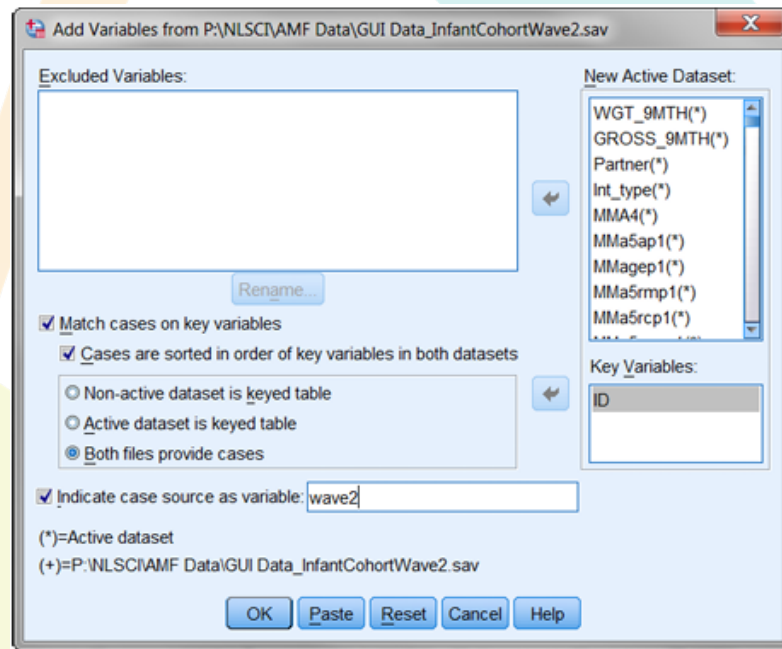 Add Variables from P:\NLSCI\AMF Data\GUI Data_InfantCohortWave2.sav
Excluded Variables:
New Active Dataset:
WGT_9MTH(*)
GROSS_9MTH(*)
Partner(*)
Int_type(*)
MMA4(*)
MMa5ap1(*)
MMagep1(*)
MMa5rmp1(*)
MMa5rcp1(*)
Rename...
Match cases on key variables
Cases are sorted in order of key variables in both datasets
Non-active dataset is keyed table
Active dataset is keyed table
Both files provide cases
Key Variables:
ID
Indicate case source as variable: wave2
(*)=Active dataset
(+)=P:\NLSCI\AMF Data\GUI Data_InfantCohortWave2.sav
OK Paste Reset Cancel Help